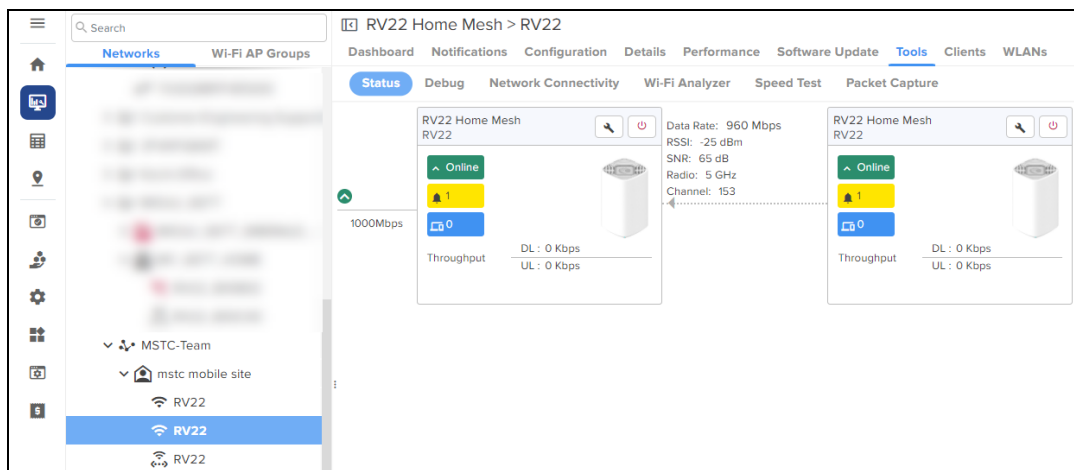 Search
Networks
Wi-Fi AP Groups
MSTC-Team
mstc mobile site
RV22
RV22
RV22
RV22 Home Mesh > RV22
Dashboard Notifications Configuration Details Performance Software Update Tools Clients WLANs
Status Debug Network Connectivity Wi-Fi Analyzer Speed Test Packet Capture
1000Mbps
RV22 Home Mesh
RV22
Online
1
0
Throughput
DL : 0 Kbps
UL : 0 Kbps
Data Rate: 960 Mbps
RSSI: -25 dBm
SNR: 65 dB
Radio: 5 GHz
Channel: 153
RV22 Home Mesh
RV22
Online
1
0
Throughput
DL : 0 Kbps
UL : 0 Kbps